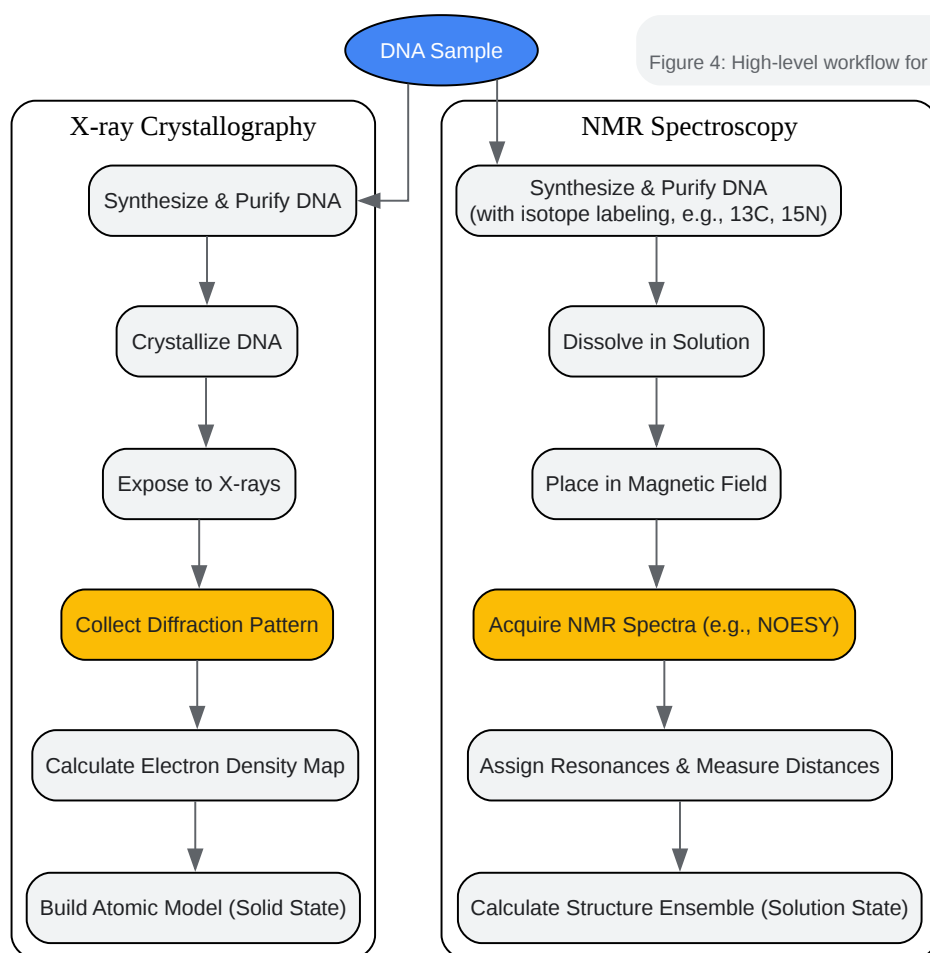 DNA Sample
Figure 4: High-level workflow for
X-ray Crystallography
Synthesize & Purify DNA
Crystallize DNA
Expose to X-rays
Collect Diffraction Pattern
Calculate Electron Density Map
Build Atomic Model (Solid State)
NMR Spectroscopy
Synthesize & Purify DNA
(with isotope labeling, e.g., 13C, 15N)
Dissolve in Solution
Place in Magnetic Field
Acquire NMR Spectra (e.g., NOESY)
Assign Resonances & Measure Distances
Calculate Structure Ensemble (Solution State)